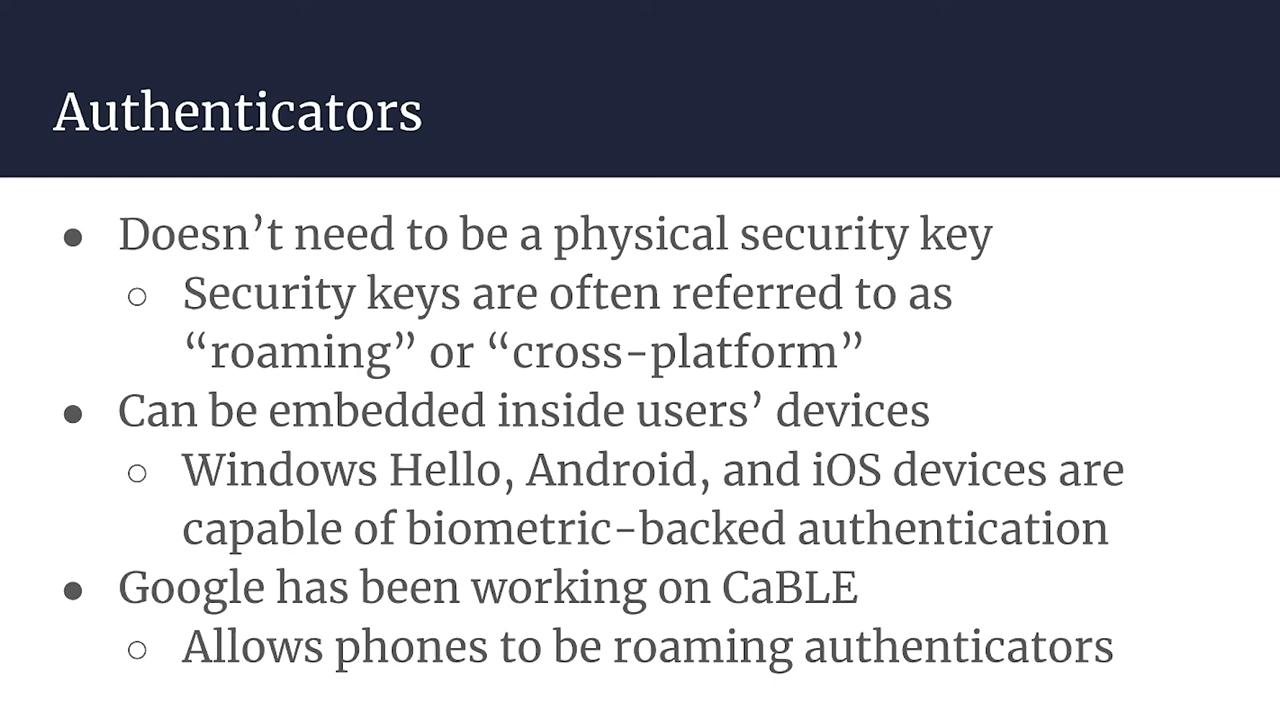 Authenticators
● Doesn’t need to be a physical security key
○ Security keys are often referred to as
“roaming” or “cross-platform”
● Can be embedded inside users’ devices
○ Windows Hello, Android, and iOS devices are
capable of biometric-backed authentication
● Google has been working on CaBLE
○ Allows phones to be roaming authenticators